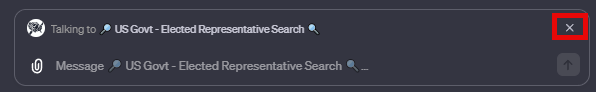 Talking to 🔎 US Govt - Elected Representative Search 🔍
Message 🔎 US Govt - Elected Representative Search 🔍 ...